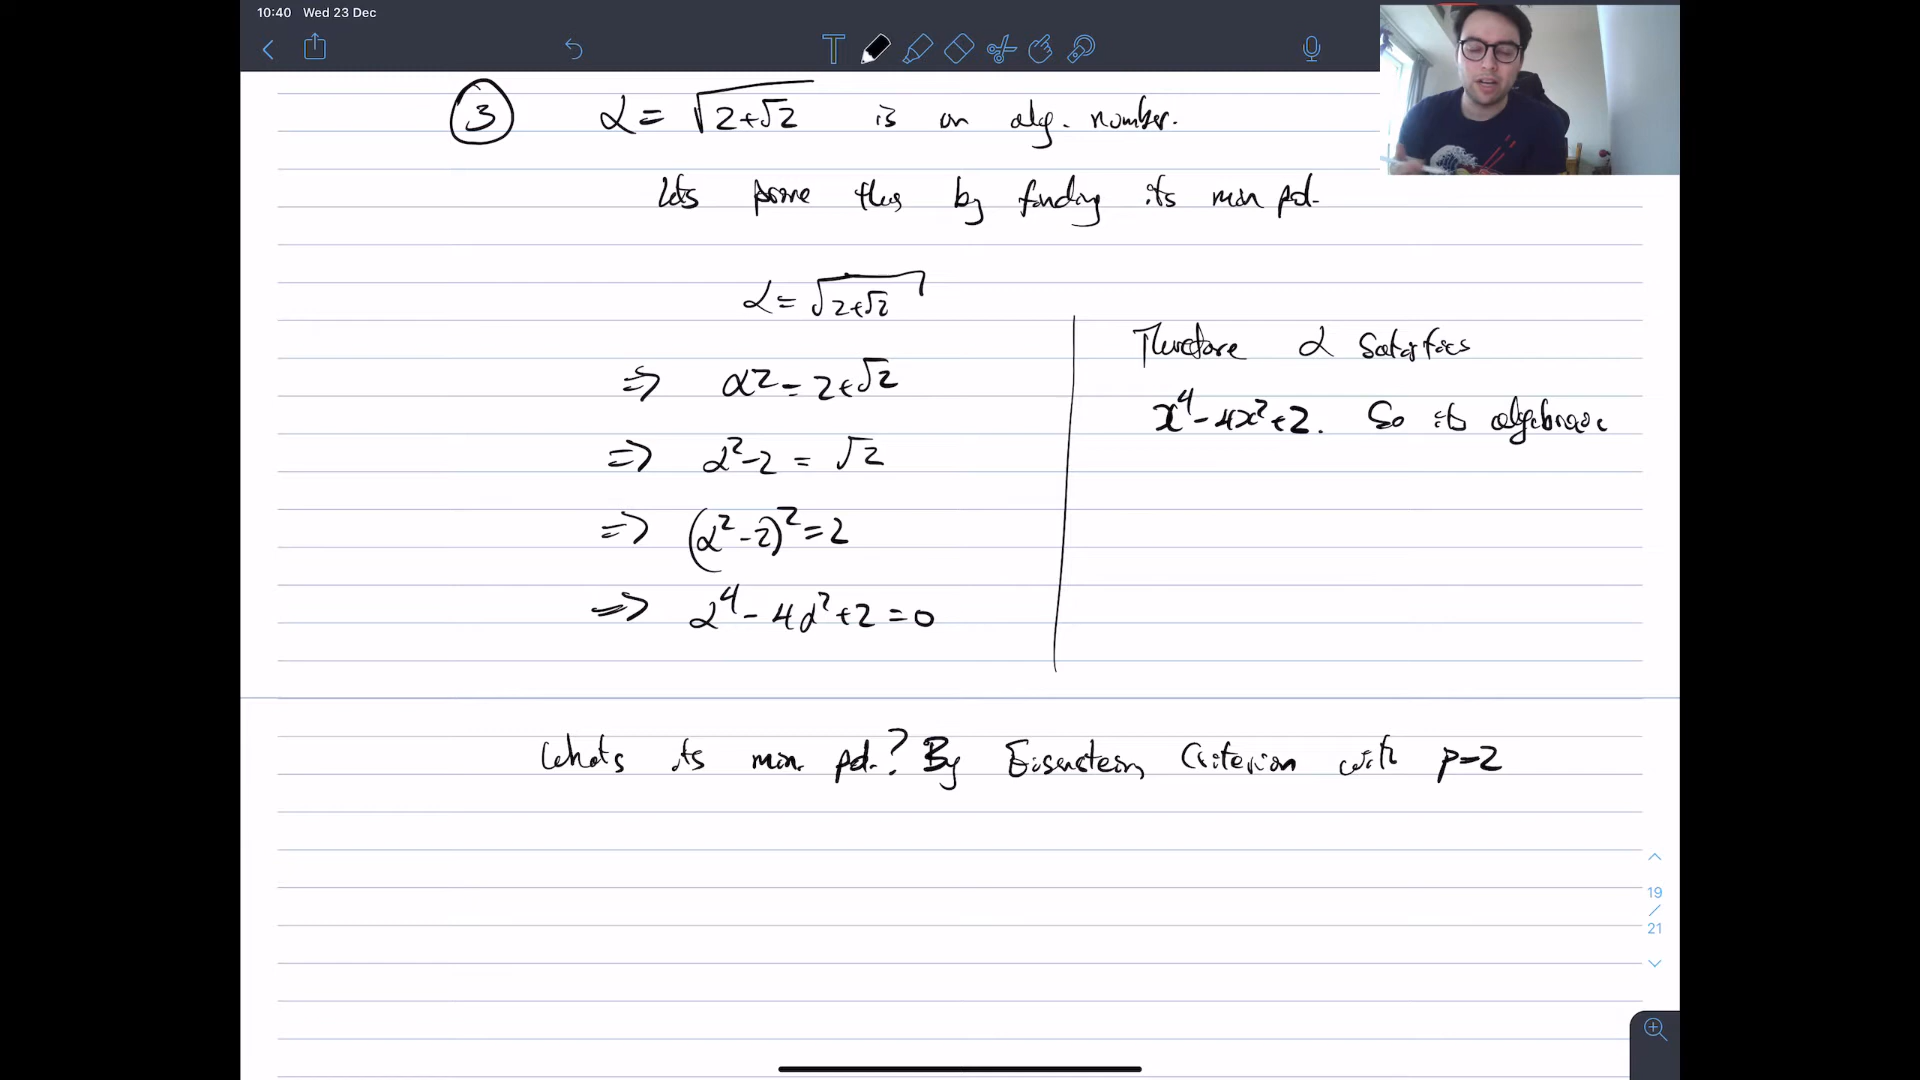 10:40 Wed 23 Dec
T
③ α = √(2+√2) is an alg. number.
Lets prove this by finding its min pol.
α = √(2+√2)
⇒ α² = 2+√2
⇒ α²-2 = √2
⇒ (α²-2)² = 2
⇒ α⁴ - 4α² + 2 = 0
Therefore α satisfies
x⁴ - 4x² + 2. So its algebraic
Whats its min. pol.? By Eisenstein Criterion with p=2
19
/
21